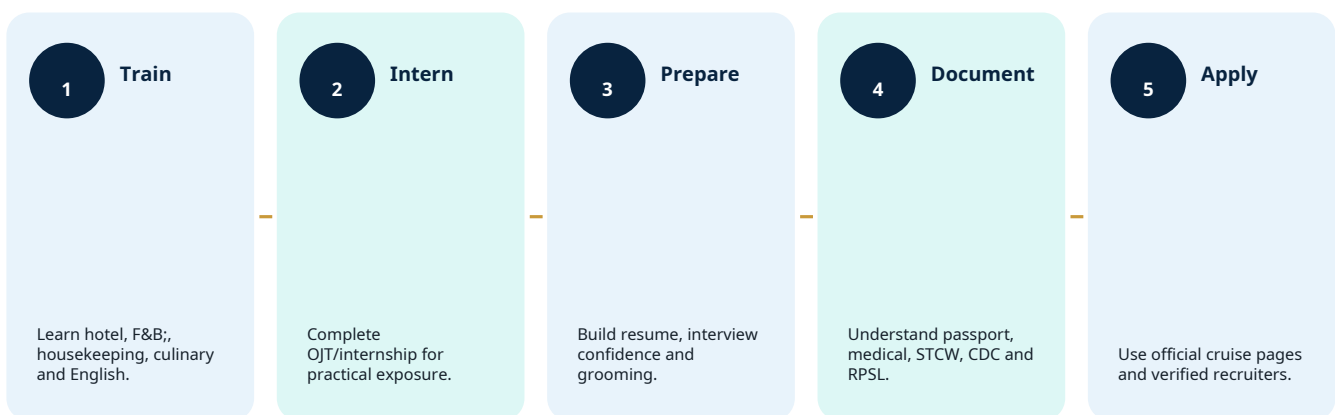 1
Train
Learn hotel, F&B;,
housekeeping, culinary
and English.
2
Intern
Complete
OJT/internship for
practical exposure.
3
Prepare
Build resume, interview
confidence and
grooming.
4
Document
Understand passport,
medical, STCW, CDC and
RPSL.
5
Apply
Use official cruise pages
and verified recruiters.